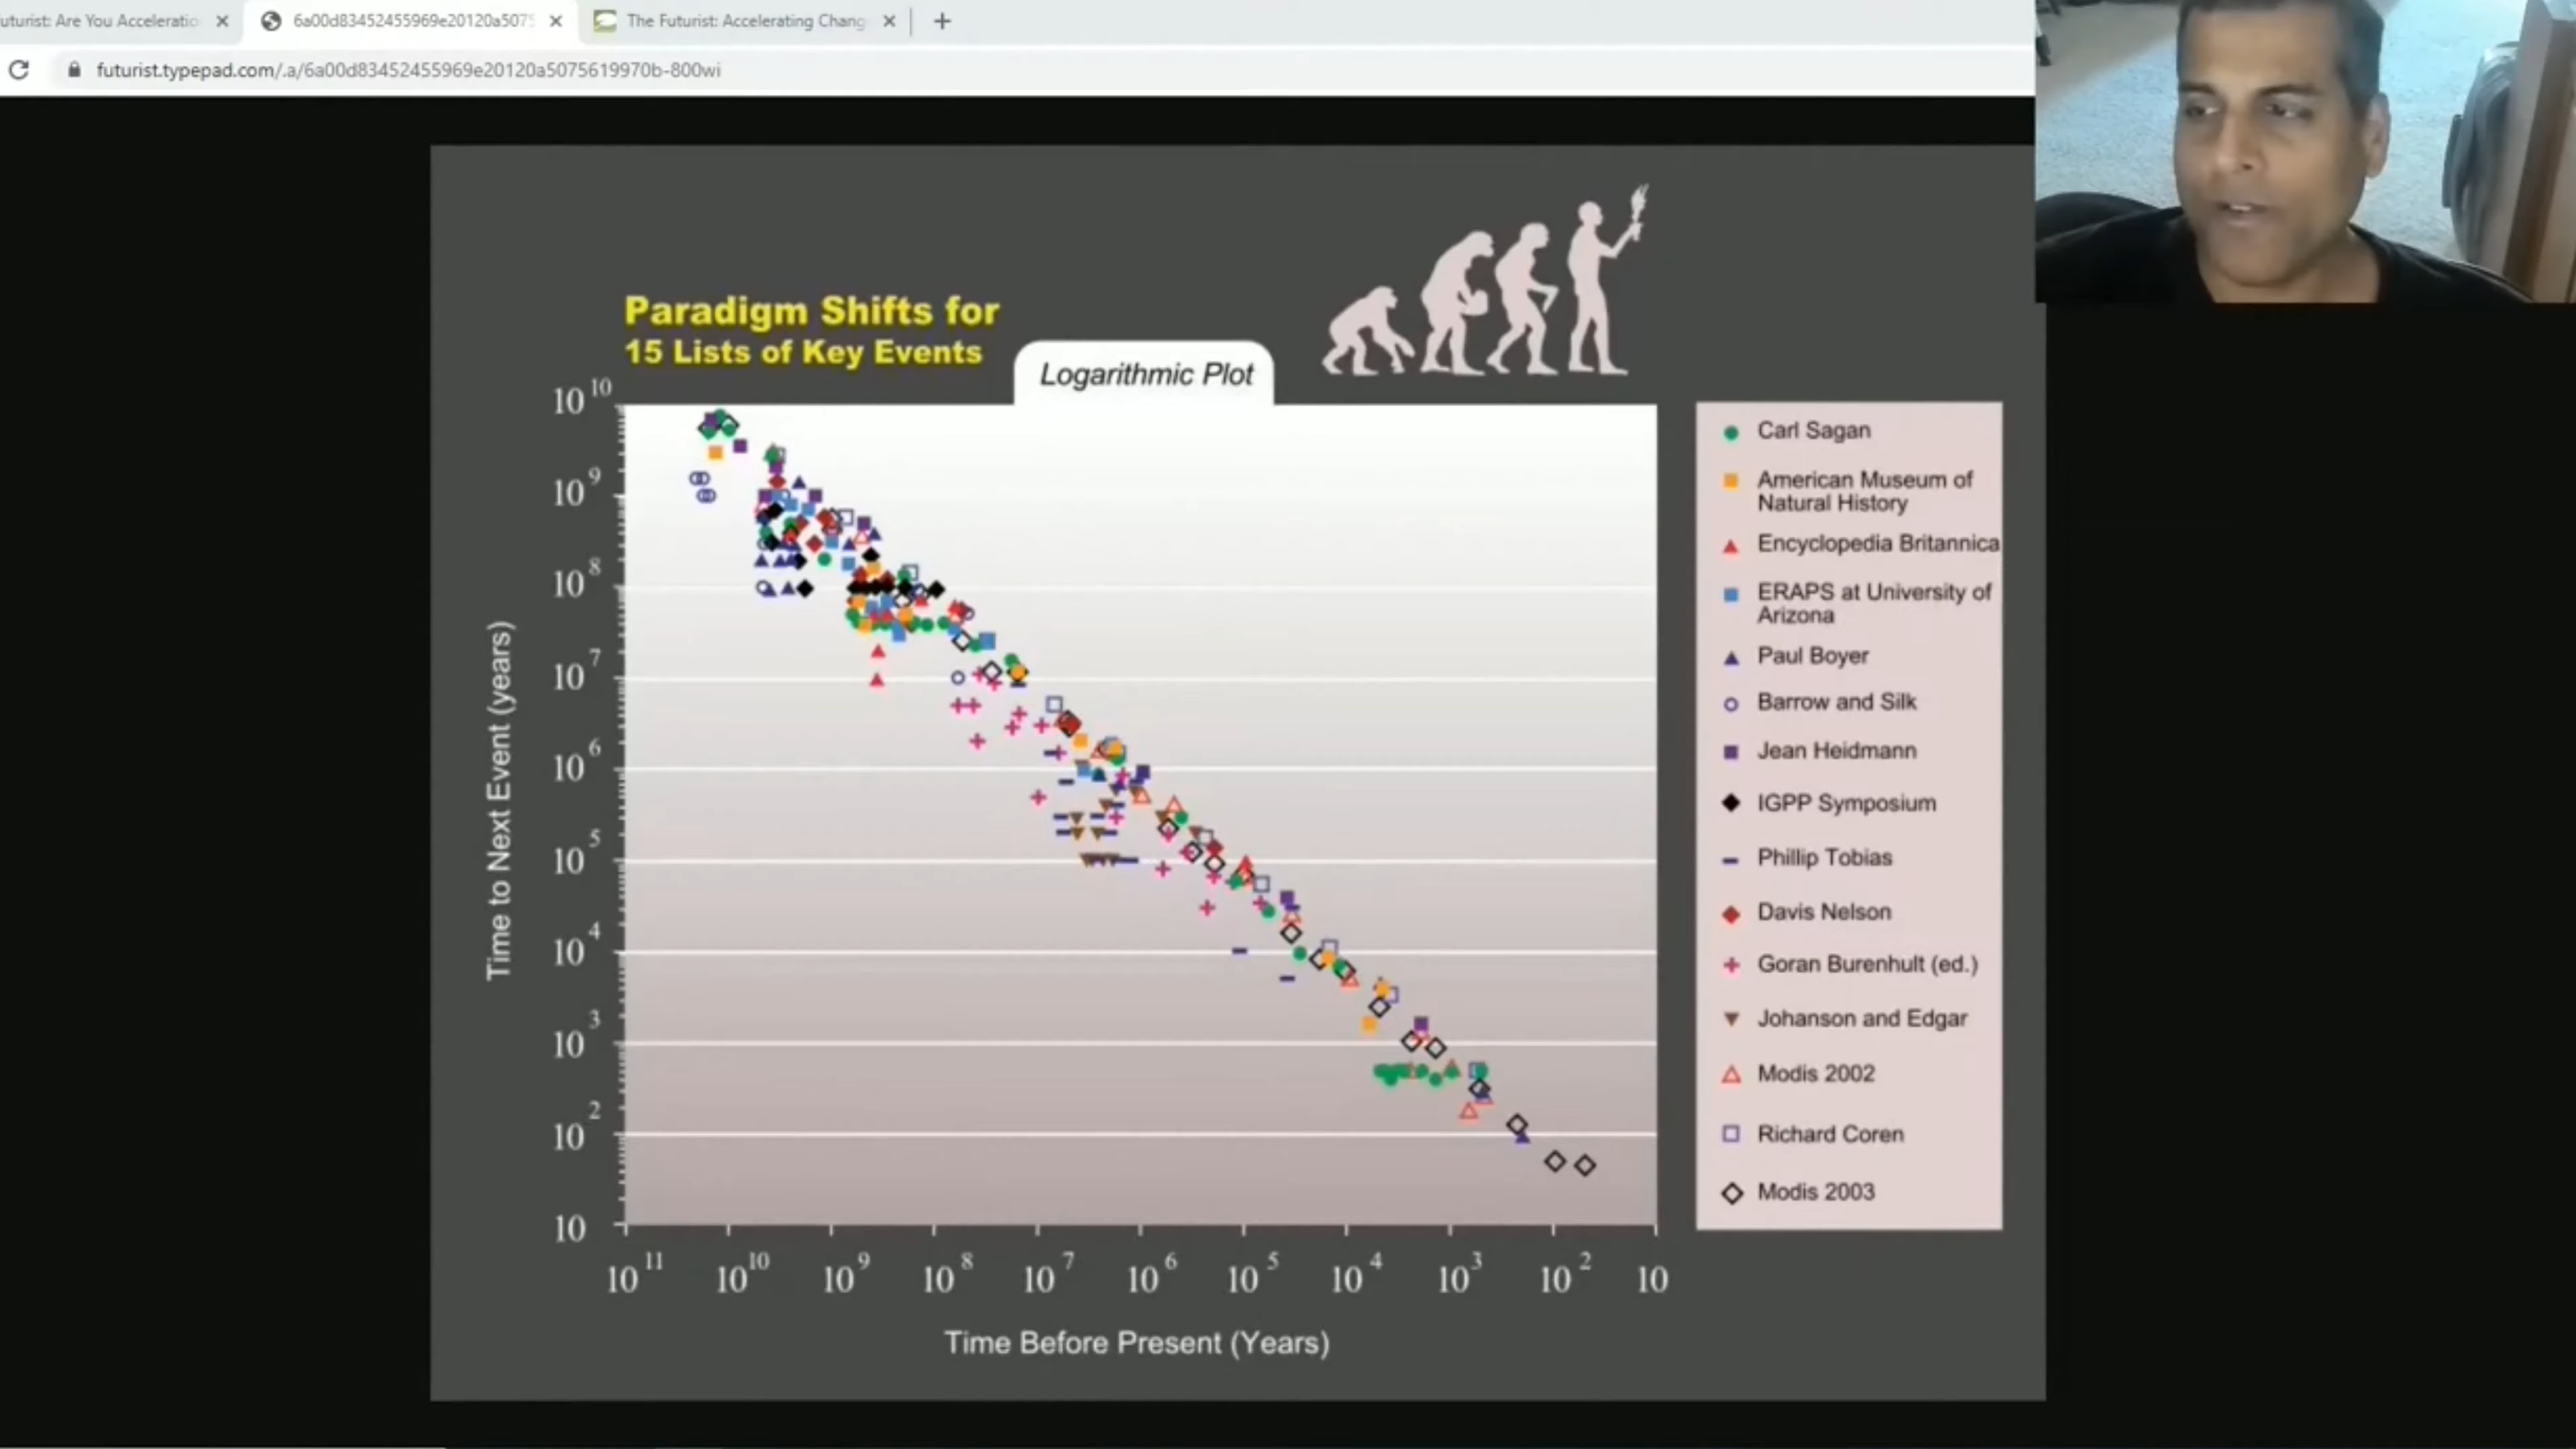 uturist: Are You Acceleratio
6a00d83452455969e20120a5075
The Futurist: Accelerating Chang
futurist.typepad.com/.a/6a00d83452455969e20120a5075619970b-800wi
Paradigm Shifts for
15 Lists of Key Events
Logarithmic Plot
Time to Next Event (years)
10 10
10 9
10 8
10 7
10 6
10 5
10 4
10 3
10 2
10
10 11
10 10
10 9
10 8
10 7
10 6
10 5
10 4
10 3
10 2
10
Time Before Present (Years)
Carl Sagan
American Museum of
Natural History
Encyclopedia Britannica
ERAPS at University of
Arizona
Paul Boyer
Barrow and Silk
Jean Heidmann
IGPP Symposium
Phillip Tobias
Davis Nelson
Goran Burenhult (ed.)
Johanson and Edgar
Modis 2002
Richard Coren
Modis 2003